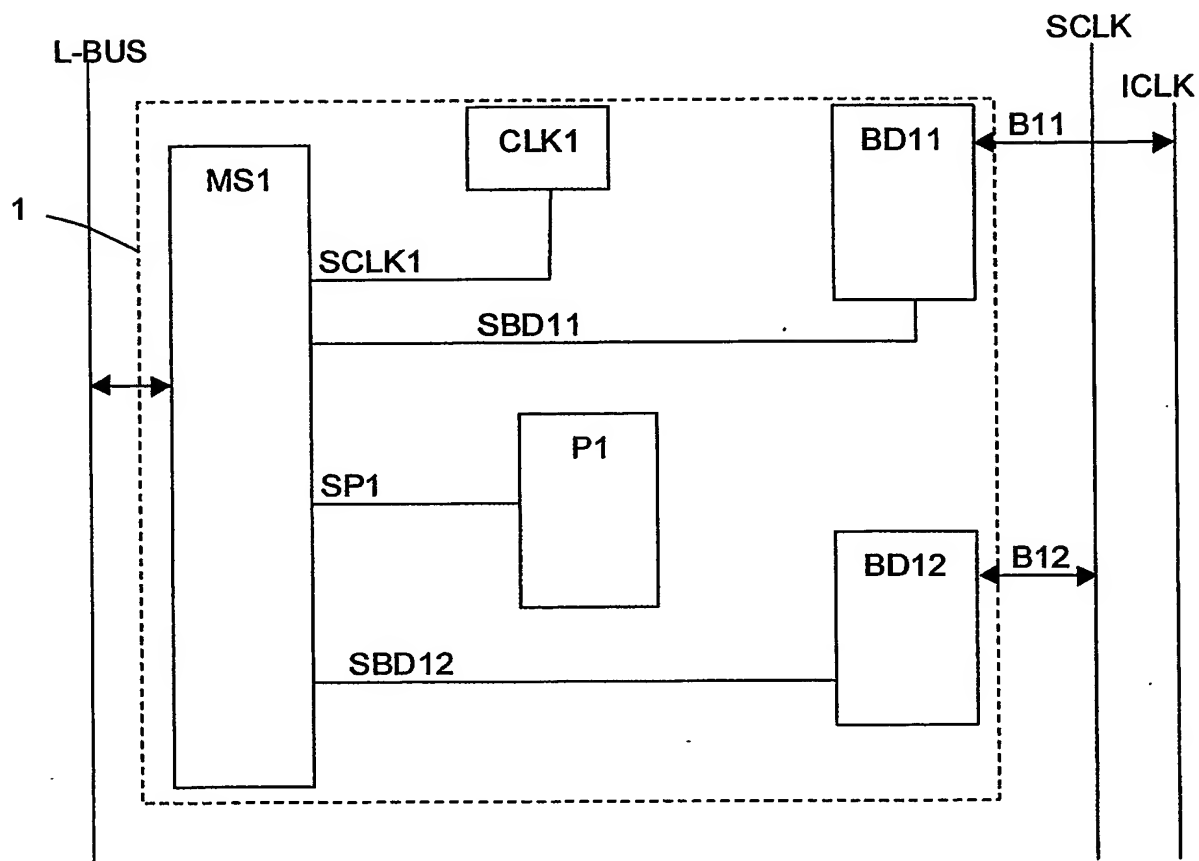 SCLK
L-BUS
ICLK
B11
CLK1
BD11
MS1
1
SCLK1
SBD11
P1
SP1
BD12
B12
SBD12